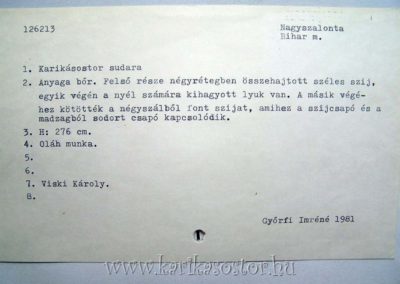 126213
Nagyszalonta
Bihar m.
1. Karikásostor sudara
2. Anyaga bőr. Felső része négyrétegben összehajtott széles szij,
egyik végén a nyél számára kihagyott lyuk van. A másik végé-
hez kötötték a négyszálból font szíjat, amihez a szijcsapó és a
madzagból sodort csapó kapcsolódik.
3. H: 276 cm.
4. Oláh munka.
5.
6.
7. Viski Károly.
8.
Győrfi Imréné 1981
www.karikasostor.hu